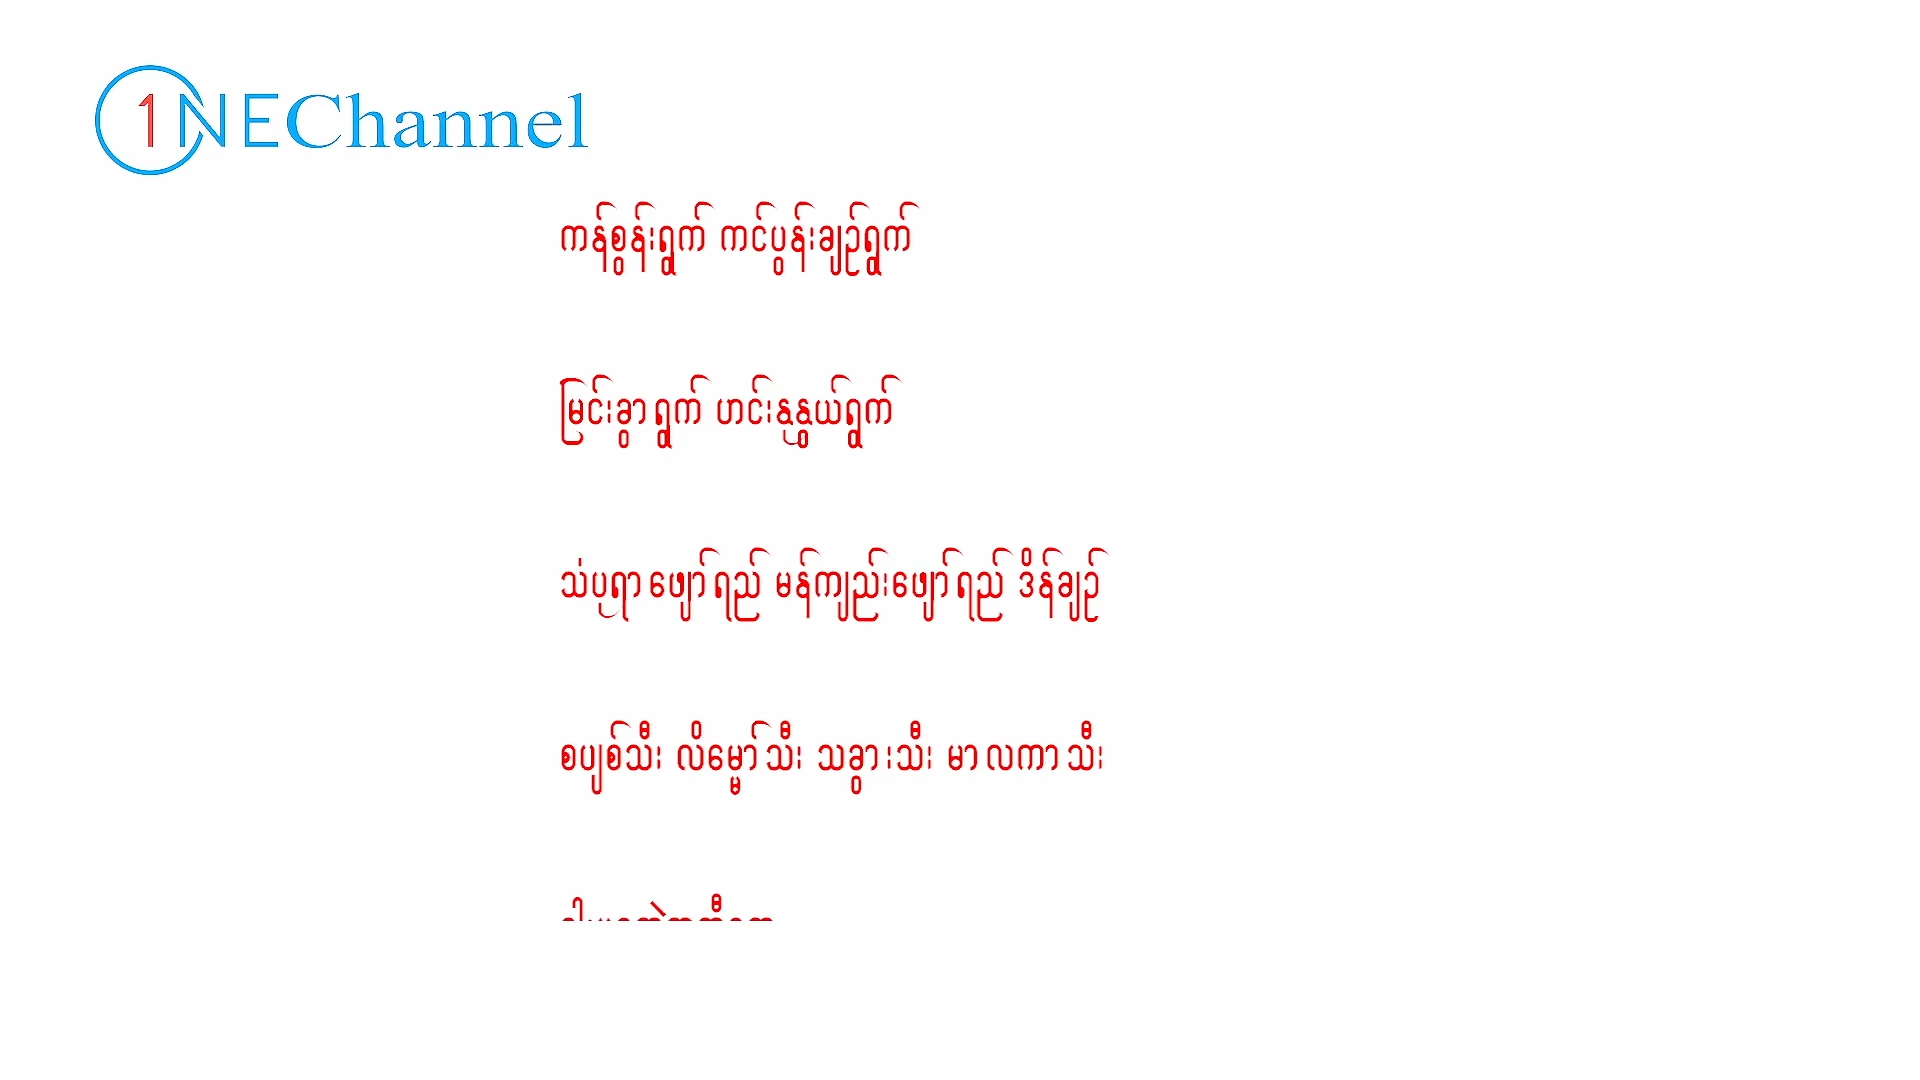 1NEChannel
ကန်စွန်းရွက် ကင်ပွန်းချဉ်ရွက်
မြင်းခွာရွက် ဟင်းနုနွယ်ရွက်
သံပုရာဖျော်ရည် မန်ကျည်းဖျော်ရည် ဒိန်ချဉ်
စပျစ်သီး လိမ္မော်သီး သခွားသီး မာလကာသီး